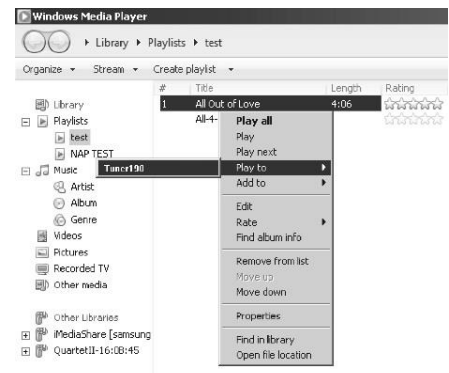 Windows Media Player
Library Playlists test
Organize Stream Create playlist
# Title Length Rating
1 All Out of Love 4:06
All-4-
Library
Playlists
test
NAP TEST
Music
Artist
Album
Genre
Videos
Pictures
Recorded TV
Other media
Other Libraries
iMediaShare [samsung
QuartetII-16:0B:45
Tuner190
Play all
Play
Play next
Play to
Add to
Edit
Rate
Find album info
Remove from list
Move up
Move down
Properties
Find in library
Open file location